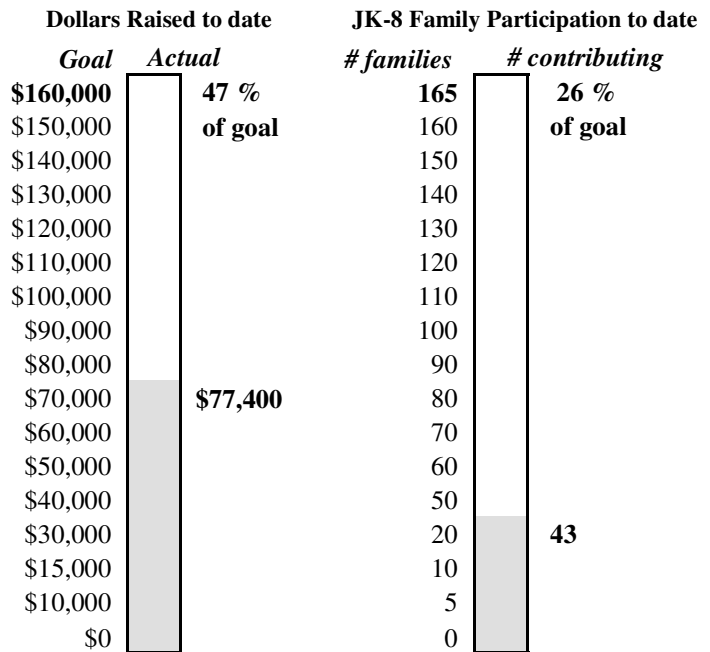 Dollars Raised to date JK-8 Family Participation to date
Goal Actual # families # contributing
$160,000 47 % 165 26 %
$150,000 of goal 160 of goal
$140,000 150
$130,000 140
$120,000 130
$110,000 120
$100,000 110
$90,000 100
$80,000 90
$70,000 $77,400 80
$60,000 70
$50,000 60
$40,000 50
$30,000 20 43
$15,000 10
$10,000 5
$0 0